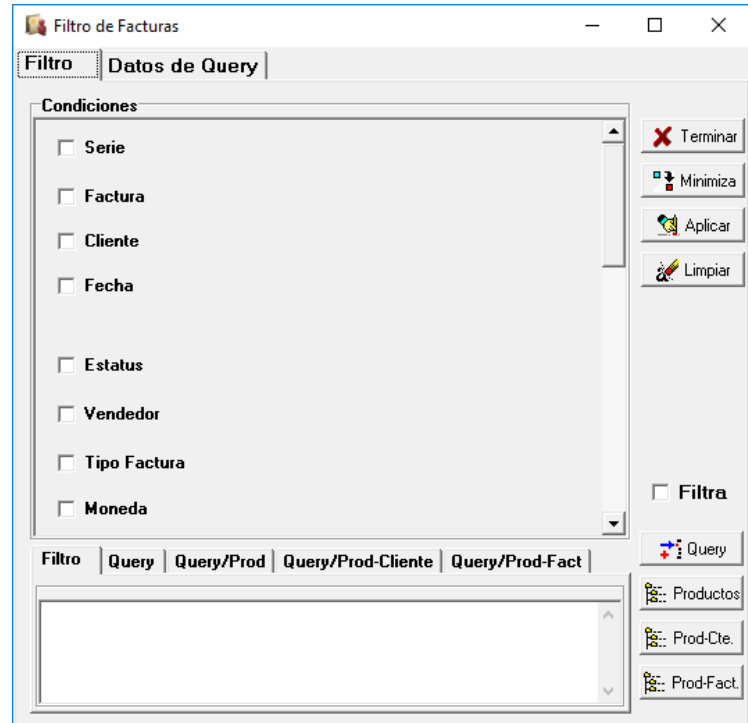 Filtro de Facturas
Filtro
Datos de Query
Condiciones
Serie
Factura
Cliente
Fecha
Estatus
Vendedor
Tipo Factura
Moneda
Terminar
Minimiza
Aplicar
Limpiar
Filtra
Query
Productos
Prod-Cte.
Prod-Fact.
Filtro
Query
Query/Prod
Query/Prod-Cliente
Query/Prod-Fact